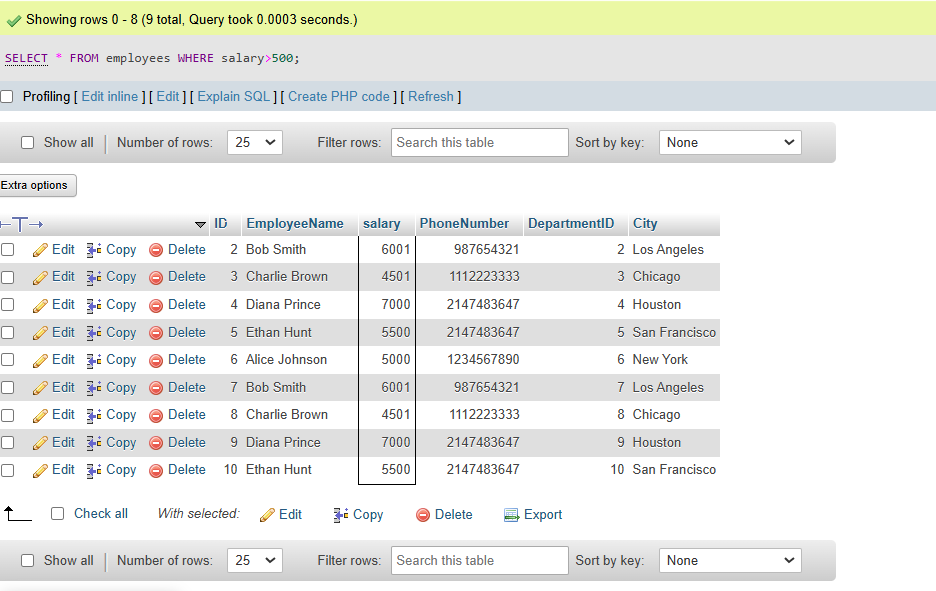 Showing rows 0 - 8 (9 total, Query took 0.0003 seconds.)
SELECT * FROM employees WHERE salary>500;
Profiling [ Edit inline ] [ Edit ] [ Explain SQL ] [ Create PHP code ] [ Refresh ]
Show all Number of rows: 25 Filter rows: Search this table Sort by key: None
Extra options
ID EmployeeName salary PhoneNumber DepartmentID City
Edit Copy Delete 2 Bob Smith 6001 987654321 2 Los Angeles
Edit Copy Delete 3 Charlie Brown 4501 1112223333 3 Chicago
Edit Copy Delete 4 Diana Prince 7000 2147483647 4 Houston
Edit Copy Delete 5 Ethan Hunt 5500 2147483647 5 San Francisco
Edit Copy Delete 6 Alice Johnson 5000 1234567890 6 New York
Edit Copy Delete 7 Bob Smith 6001 987654321 7 Los Angeles
Edit Copy Delete 8 Charlie Brown 4501 1112223333 8 Chicago
Edit Copy Delete 9 Diana Prince 7000 2147483647 9 Houston
Edit Copy Delete 10 Ethan Hunt 5500 2147483647 10 San Francisco
Check all With selected: Edit Copy Delete Export
Show all Number of rows: 25 Filter rows: Search this table Sort by key: None